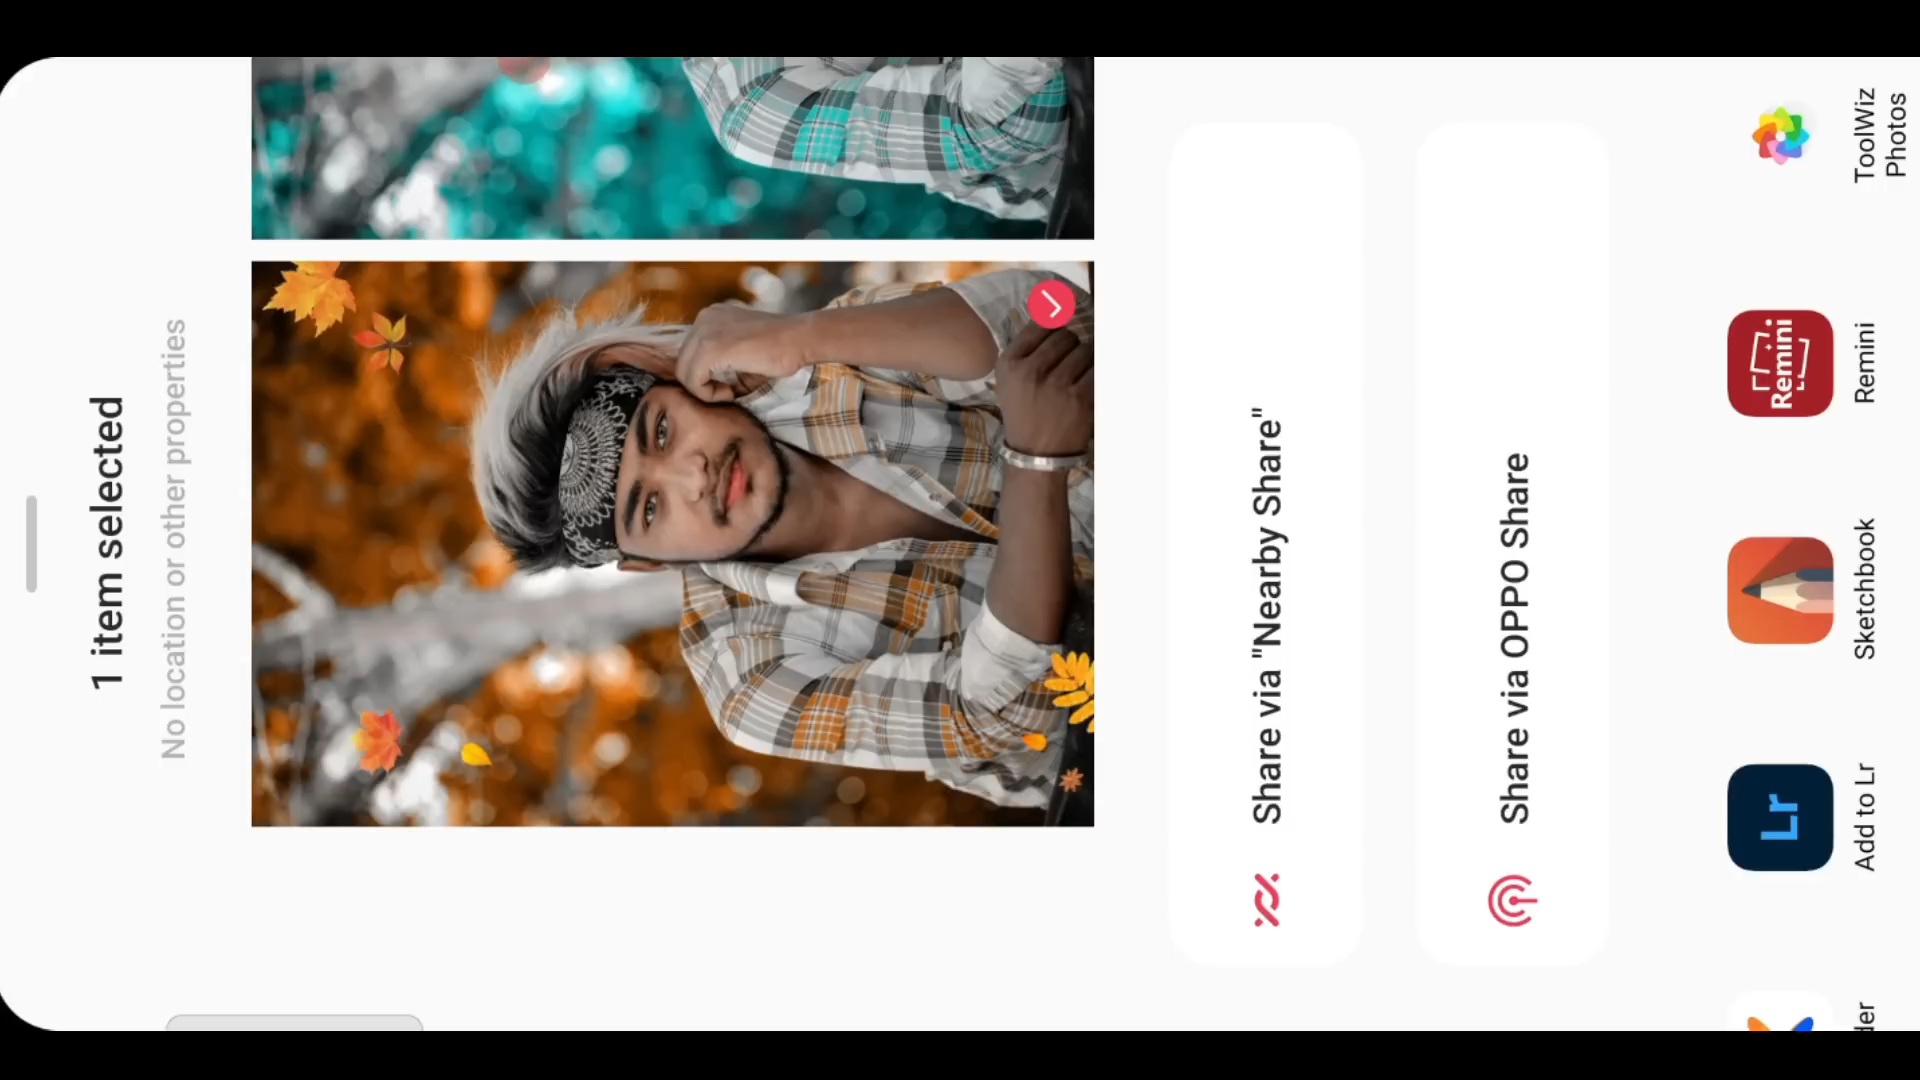 1 item selected
No location or other properties
Share via "Nearby Share"
Share via OPPO Share
der
Lr
Add to Lr
Sketchbook
Remini
Remini
ToolWiz
Photos